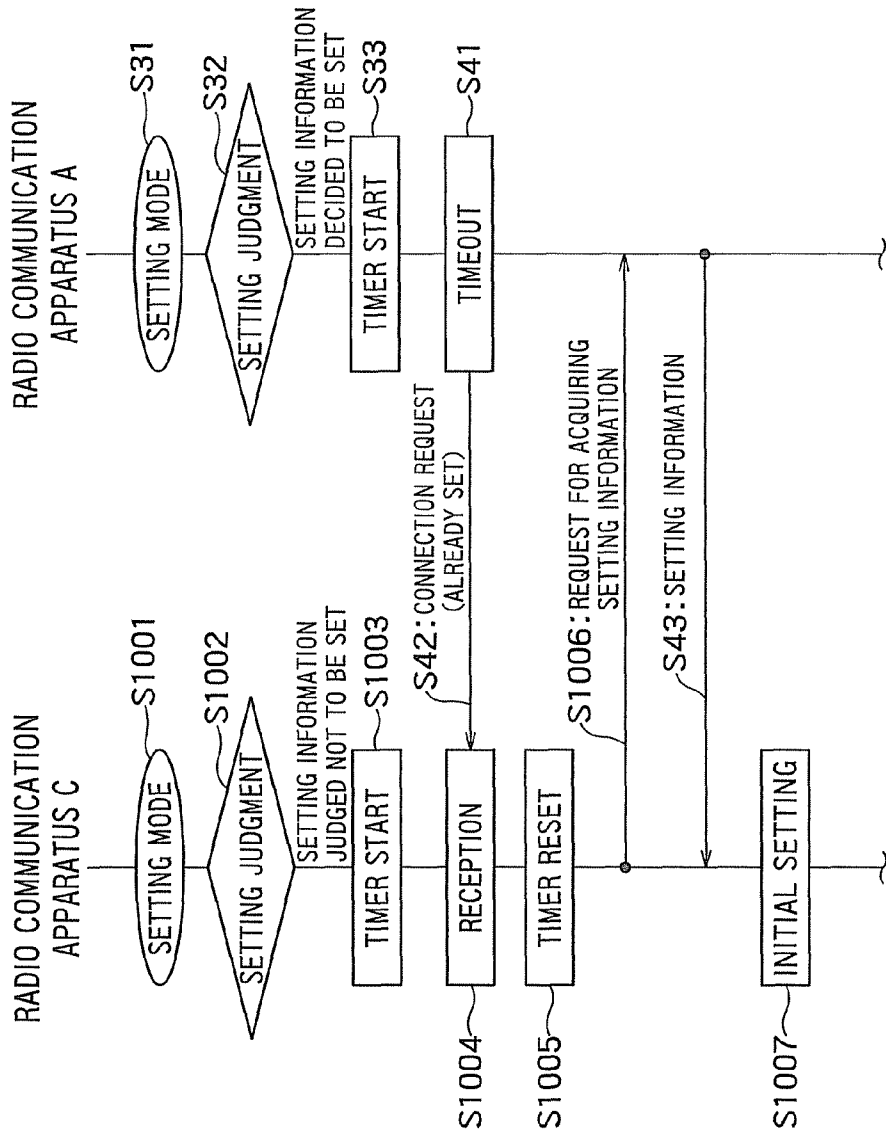 RADIO COMMUNICATION
APPARATUS C
RADIO COMMUNICATION
APPARATUS A
SETTING MODE
S1001
SETTING MODE
S31
SETTING JUDGMENT
S1002
SETTING JUDGMENT
S32
SETTING INFORMATION
JUDGED NOT TO BE SET
SETTING INFORMATION
DECIDED TO BE SET
TIMER START
S1003
TIMER START
S33
S1004
RECEPTION
S42:CONNECTION REQUEST
(ALREADY SET)
TIMEOUT
S41
S1005
TIMER RESET
S1006:REQUEST FOR ACQUIRING
SETTING INFORMATION
S43:SETTING INFORMATION
S1007
INITIAL SETTING